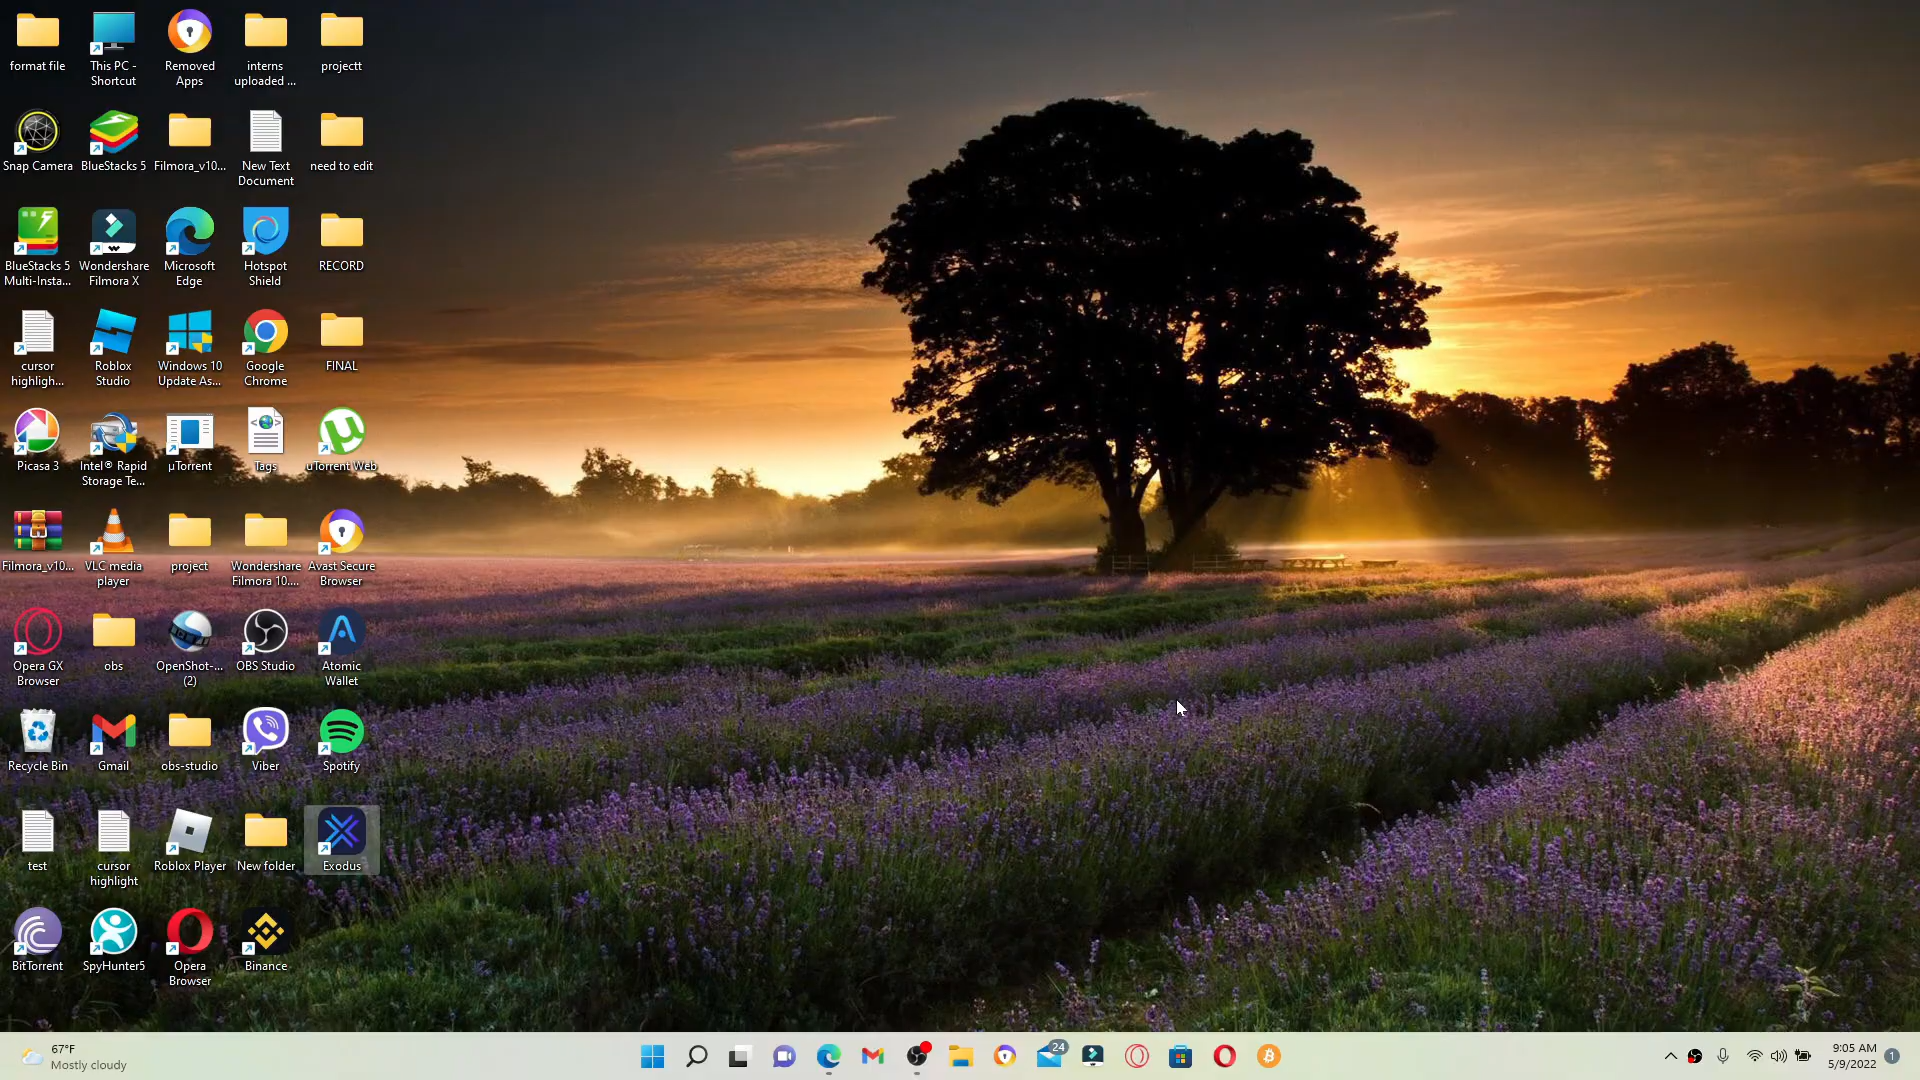 format file
This PC -
Shortcut
Removed
Apps
interns
uploaded ...
projectt
Snap Camera
BlueStacks 5
Filmora_v10...
New Text
Document
need to edit
BlueStacks 5
Multi-Insta...
Wondershare
Filmora X
Microsoft
Edge
Hotspot
Shield
RECORD
cursor
highligh...
Roblox
Studio
Windows 10
Update As...
Google
Chrome
FINAL
Picasa 3
Intel® Rapid
Storage Te...
µTorrent
Tags
uTorrent Web
Filmora_v10...
VLC media
player
project
Wondershare
Filmora 10....
Avast Secure
Browser
Opera GX
Browser
obs
OpenShot-...
(2)
OBS Studio
Atomic
Wallet
Recycle Bin
Gmail
obs-studio
Viber
Spotify
test
cursor
highlight
Roblox Player
New folder
Exodus
BitTorrent
SpyHunter5
Opera
Browser
Binance
67°F
Mostly cloudy
24
9:05 AM
5/9/2022
1